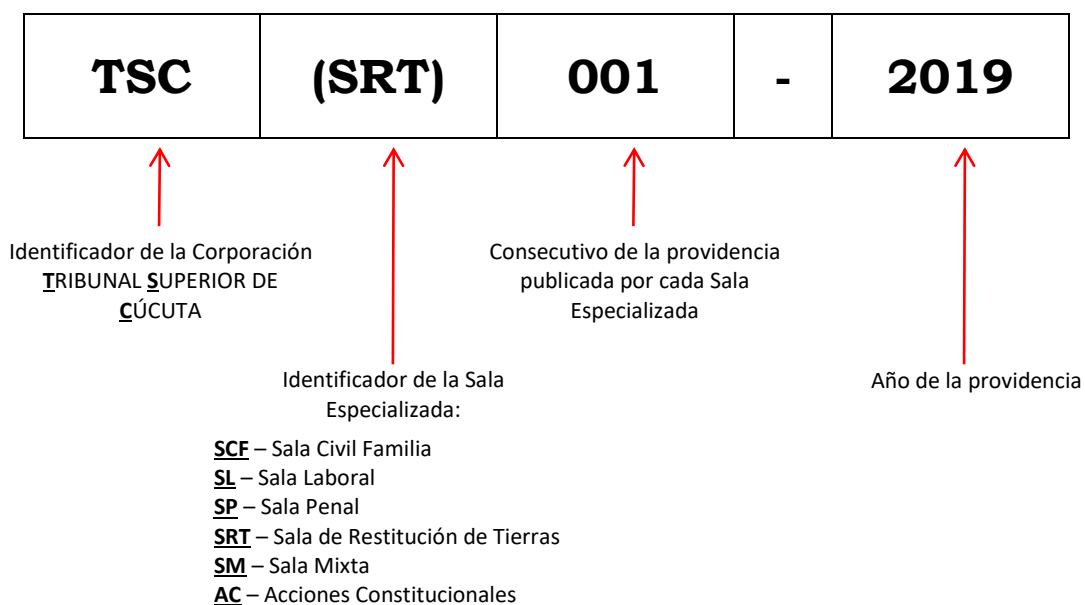 TSC (SRT) 001 - 2019
Identificador de la Corporación
TRIBUNAL SUPERIOR DE
CÚCUTA
Consecutivo de la providencia
publicada por cada Sala
Especializada
Identificador de la Sala
Especializada:
Año de la providencia
SCF – Sala Civil Familia
SL – Sala Laboral
SP – Sala Penal
SRT – Sala de Restitución de Tierras
SM – Sala Mixta
AC – Acciones Constitucionales